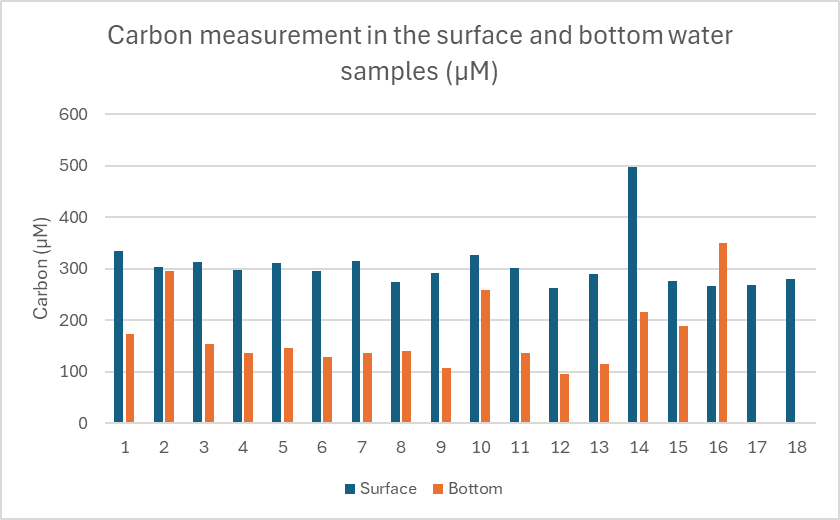 Carbon measurement in the surface and bottom water
samples (µM)
600
500
400
300
200
100
0
Carbon (µM)
1 2 3 4 5 6 7 8 9 10 11 12 13 14 15 16 17 18
Surface Bottom